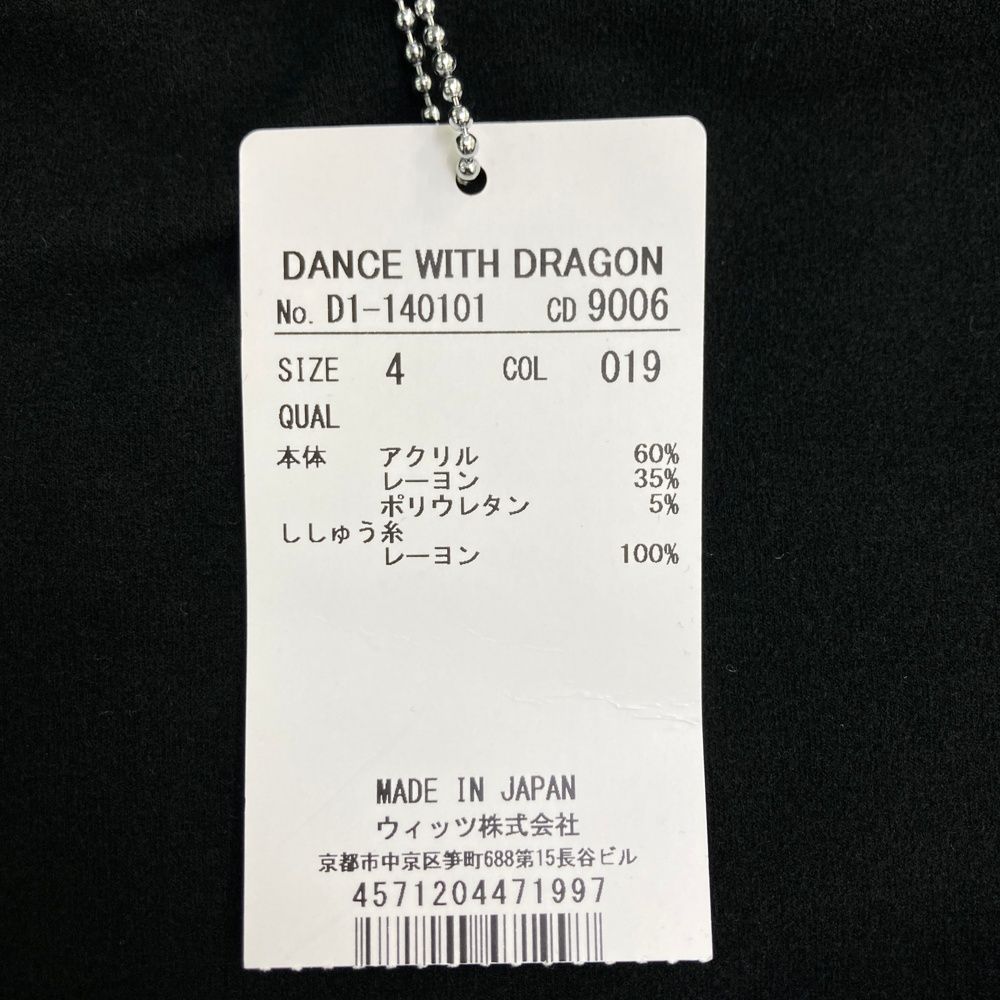 DANCE WITH DRAGON
No. D1-140101 CD 9006
SIZE 4 COL 019
QUAL
本体 アクリル 60%
レーヨン 35%
ポリウレタン 5%
ししゅう糸
レーヨン 100%
MADE IN JAPAN
ウィッツ株式会社
京都市中京区笋町688第15長谷ビル
4571204471997